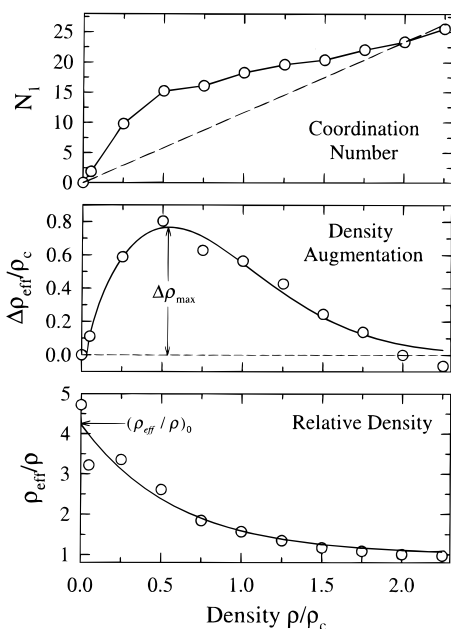 25
20
15
10
5
0
N₁
Coordination
Number
0.8
0.6
0.4
0.2
0.0
Δρeff/ρc
Density
Augmentation
Δρmax
5
4
3
2
1
ρeff/ρ
(ρeff / ρ)₀
Relative Density
0.0 0.5 1.0 1.5 2.0
Density ρ/ρc